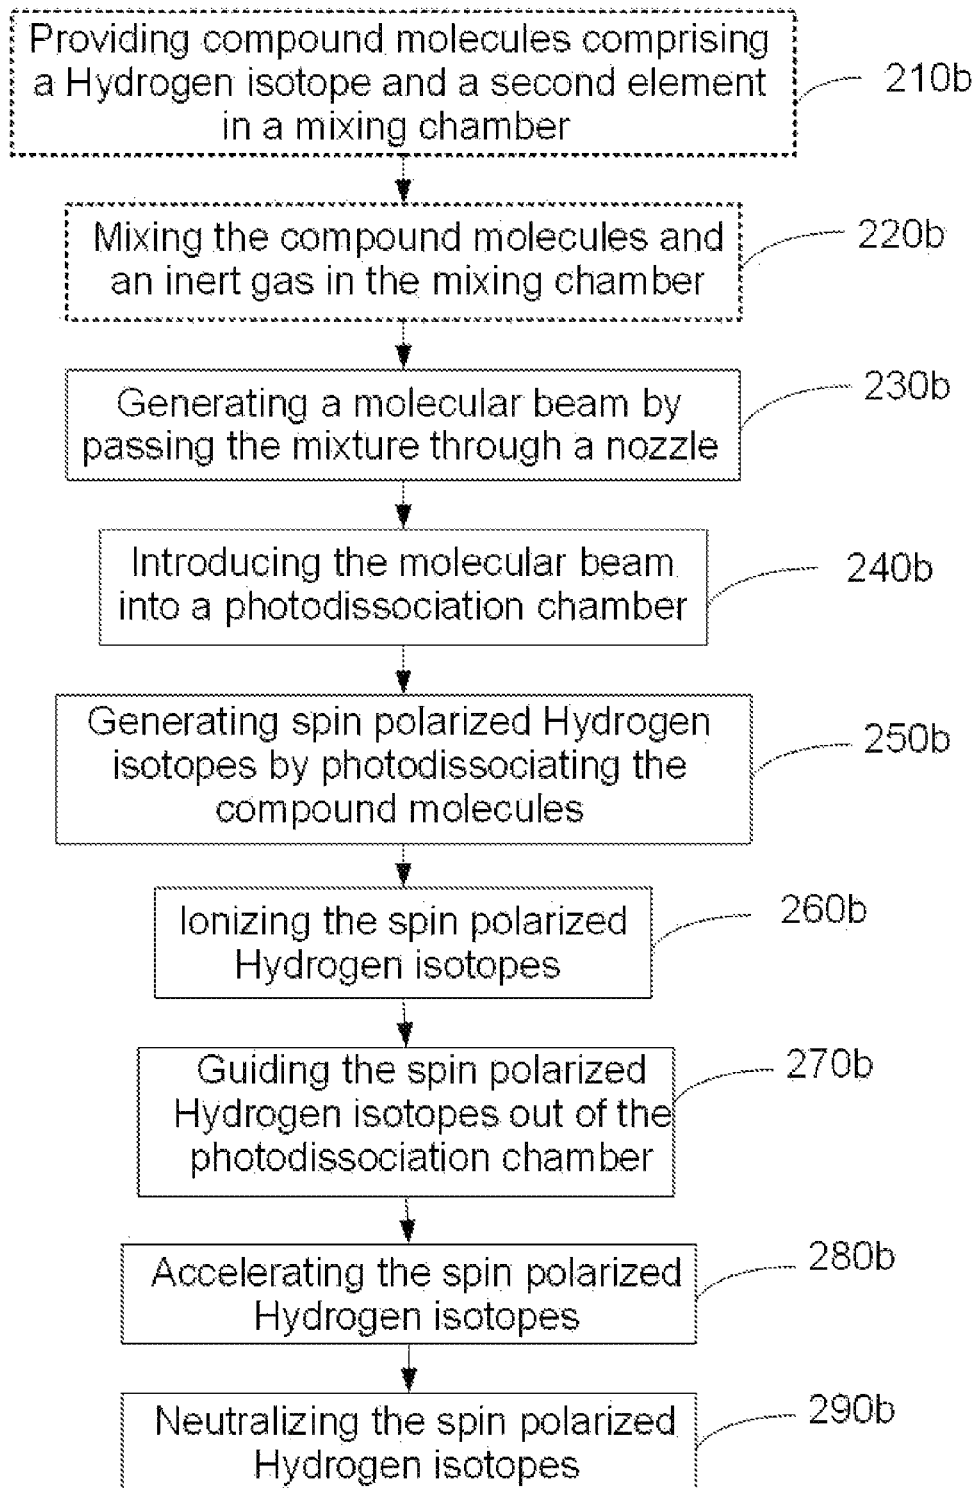 Providing compound molecules comprising
a Hydrogen isotope and a second element
in a mixing chamber
210b
Mixing the compound molecules and
an inert gas in the mixing chamber
220b
Generating a molecular beam by
passing the mixture through a nozzle
230b
Introducing the molecular beam
into a photodissociation chamber
240b
Generating spin polarized Hydrogen
isotopes by photodissociating the
compound molecules
250b
Ionizing the spin polarized
Hydrogen isotopes
260b
Guiding the spin polarized
Hydrogen isotopes out of the
photodissociation chamber
270b
Accelerating the spin polarized
Hydrogen isotopes
280b
Neutralizing the spin polarized
Hydrogen isotopes
290b